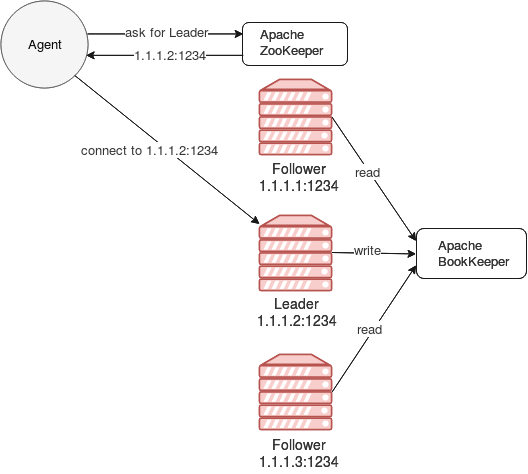 Agent
ask for Leader
1.1.1.2:1234
Apache
ZooKeeper
connect to 1.1.1.2:1234
Follower
1.1.1.1:1234
read
Leader
1.1.1.2:1234
write
Apache
BookKeeper
read
Follower
1.1.1.3:1234